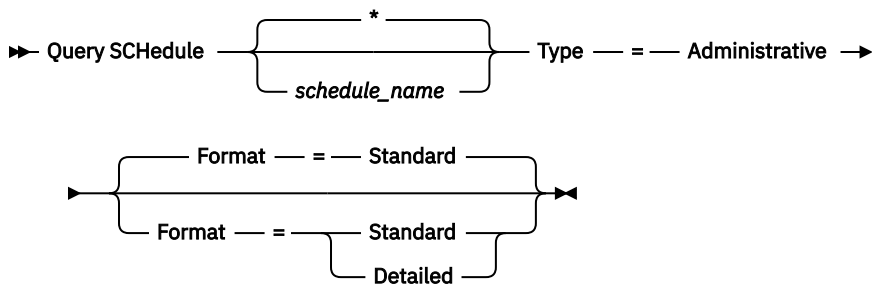 *
Query SCHedule Type = Administrative
schedule_name
Format = Standard
Format = Standard
Detailed